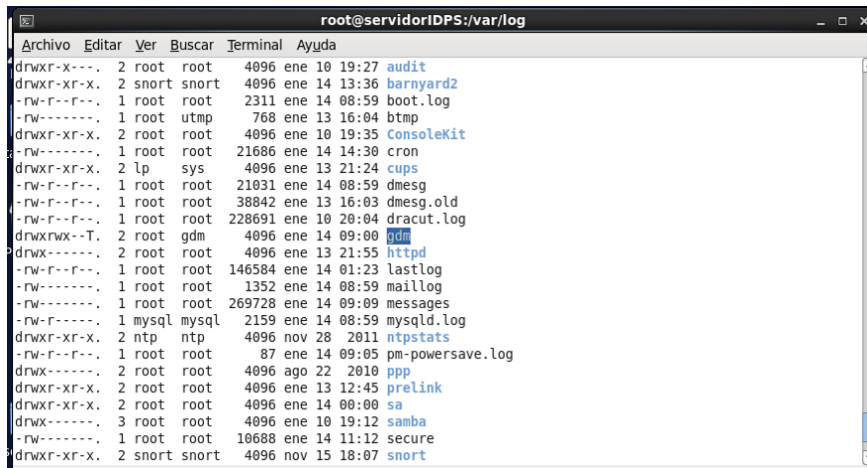 root@servidorIDPS:/var/log
Archivo Editar Ver Buscar Terminal Ayuda
drwxr-x---. 2 root root 4096 ene 10 19:27 audit
drwxr-xr-x. 2 snort snort 4096 ene 14 13:36 barnyard2
-rw-r--r--. 1 root root 2311 ene 14 08:59 boot.log
-rw-------. 1 root utmp 768 ene 13 16:04 btmp
drwxr-xr-x. 2 root root 4096 ene 10 19:35 ConsoleKit
-rw-------. 1 root root 21686 ene 14 14:30 cron
drwxr-xr-x. 2 lp sys 4096 ene 13 21:24 cups
-rw-r--r--. 1 root root 21031 ene 14 08:59 dmesg
-rw-r--r--. 1 root root 38842 ene 13 16:03 dmesg.old
-rw-r--r--. 1 root root 228691 ene 10 20:04 dracut.log
drwxrwx--T. 2 root gdm 4096 ene 14 09:00 gdm
drwx------. 2 root root 4096 ene 13 21:55 httpd
-rw-r--r--. 1 root root 146584 ene 14 01:23 lastlog
-rw-------. 1 root root 1352 ene 14 08:59 maillog
-rw-------. 1 root root 269728 ene 14 09:09 messages
-rw-r-----. 1 mysql mysql 2159 ene 14 08:59 mysqld.log
drwxr-xr-x. 2 ntp ntp 4096 nov 28 2011 ntpstats
-rw-r--r--. 1 root root 87 ene 14 09:05 pm-powersave.log
drwx------. 2 root root 4096 ago 22 2010 ppp
drwxr-xr-x. 2 root root 4096 ene 13 12:45 prelink
drwxr-xr-x. 2 root root 4096 ene 14 00:00 sa
drwx------. 3 root root 4096 ene 10 19:12 samba
-rw-------. 1 root root 10688 ene 14 11:12 secure
drwxr-xr-x. 2 snort snort 4096 nov 15 18:07 snort